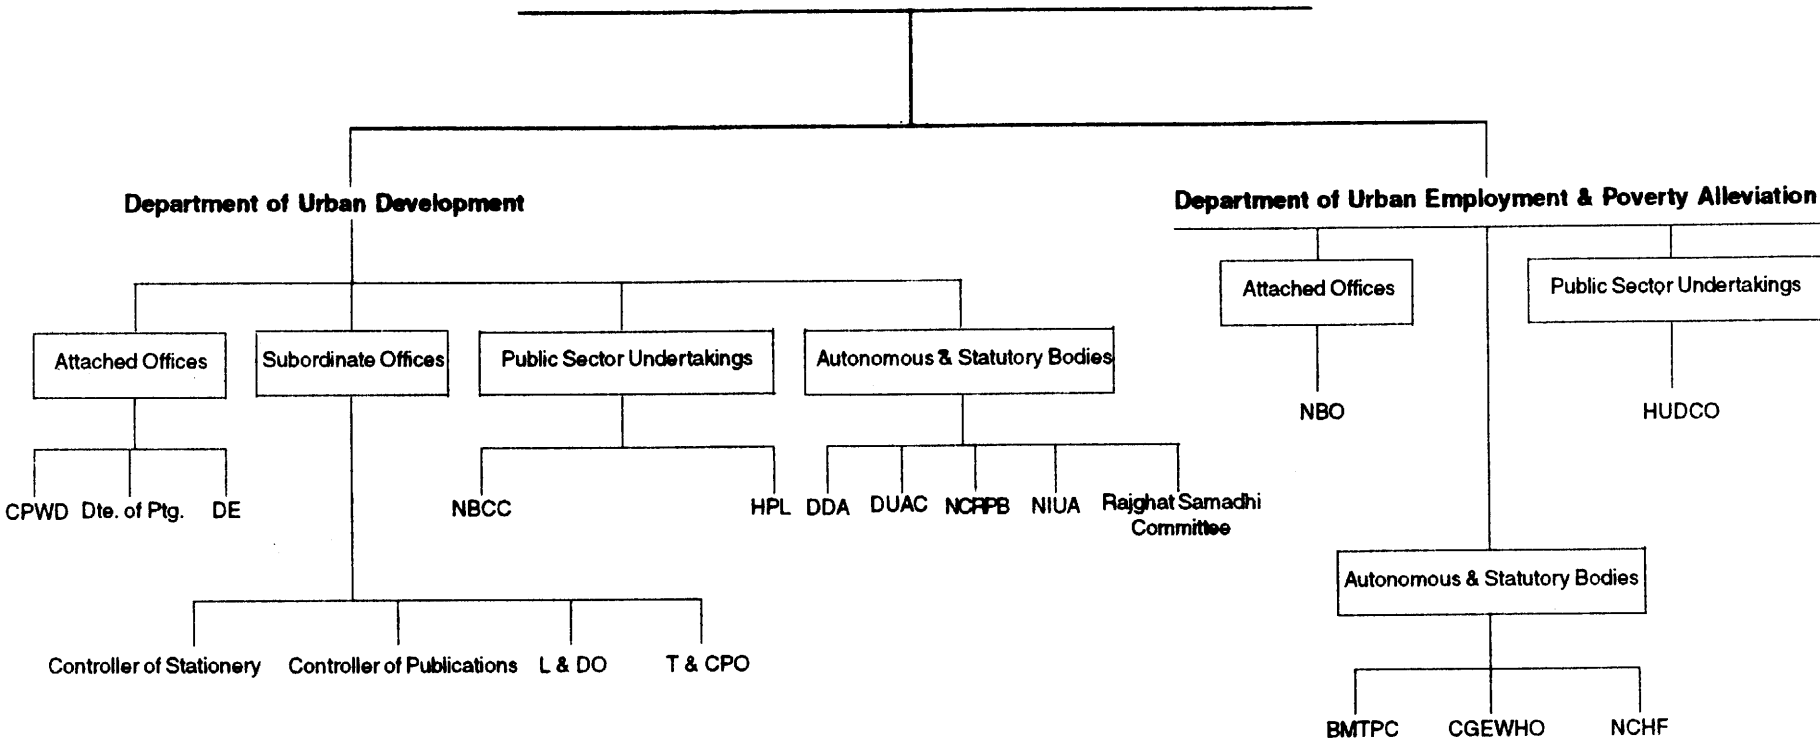 Department of Urban Development
Department of Urban Employment & Poverty Alleviation
Attached Offices
Subordinate Offices
Public Sector Undertakings
Autonomous & Statutory Bodies
Attached Offices
Public Sector Undertakings
NBO
HUDCO
CPWD
Dte. of Ptg.
DE
NBCC
HPL
DDA
DUAC
NCRPB
NIUA
Rajghat Samadhi
Committee
Autonomous & Statutory Bodies
Controller of Stationery
Controller of Publications
L & DO
T & CPO
BMTPC
CGEWHO
NCHF